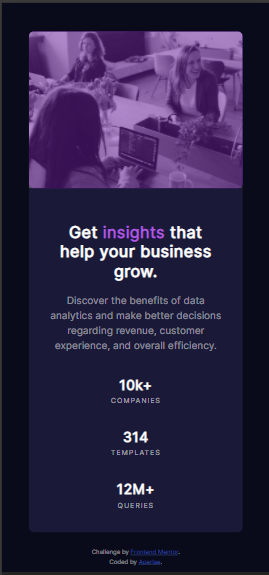 Get insights that
help your business
grow.
Discover the benefits of data
analytics and make better decisions
regarding revenue, customer
experience, and overall efficiency.
10k+
COMPANIES
314
TEMPLATES
12M+
QUERIES
Challenge by Frontend Mentor.
Coded by